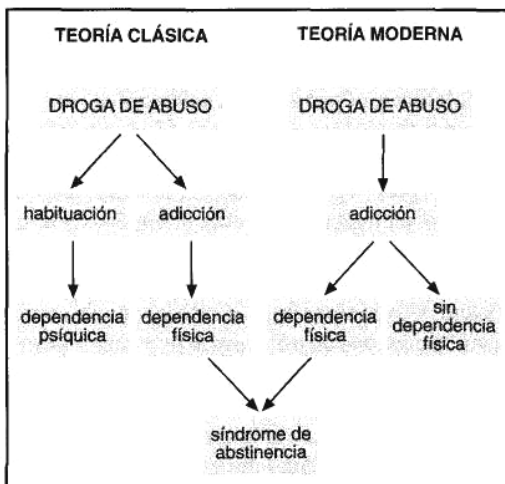 TEORÍA CLÁSICA
TEORÍA MODERNA
DROGA DE ABUSO
DROGA DE ABUSO
habituación
adicción
adicción
dependencia
psíquica
dependencia
física
dependencia
física
sin
dependencia
física
síndrome de
abstinencia